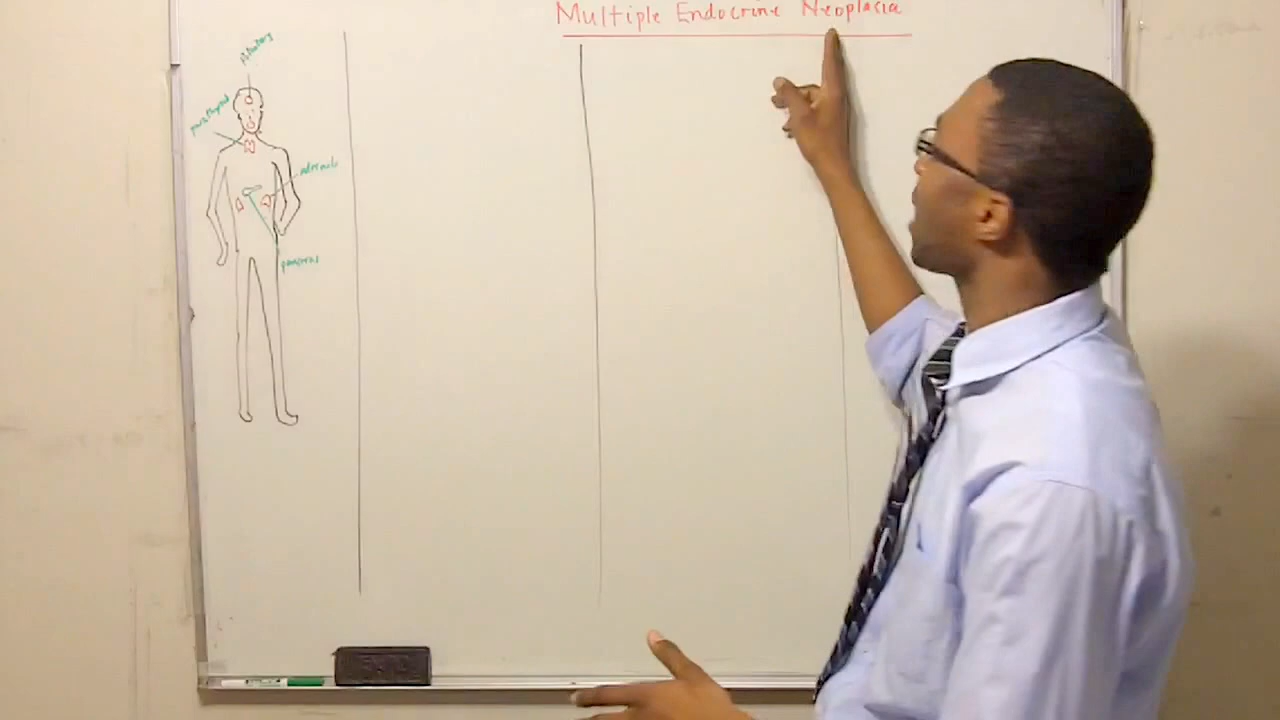 Multiple Endocrine Neoplasia
Pituitary
parathyroid
adrenals
pancreas